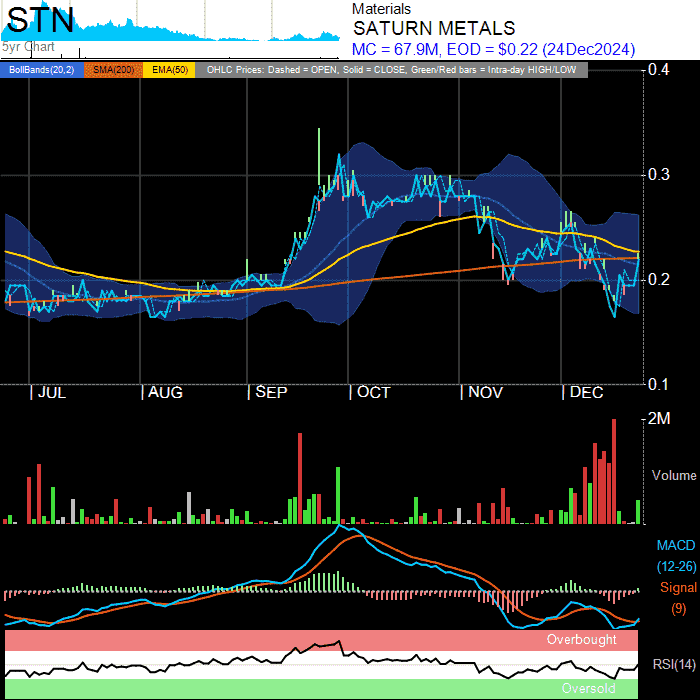 STN
5yr Chart
Materials
SATURN METALS
MC = 67.9M, EOD = $0.22 (24Dec2024)
BollBands(20,2) SMA(200) EMA(50) OHLC Prices: Dashed = OPEN, Solid = CLOSE, Green/Red bars = Intra-day HIGH/LOW
0.4
0.3
0.2
0.1
| JUL | AUG | SEP | OCT | NOV | DEC
2M
Volume
MACD
(12-26)
Signal
(9)
Overbought
RSI(14)
Oversold